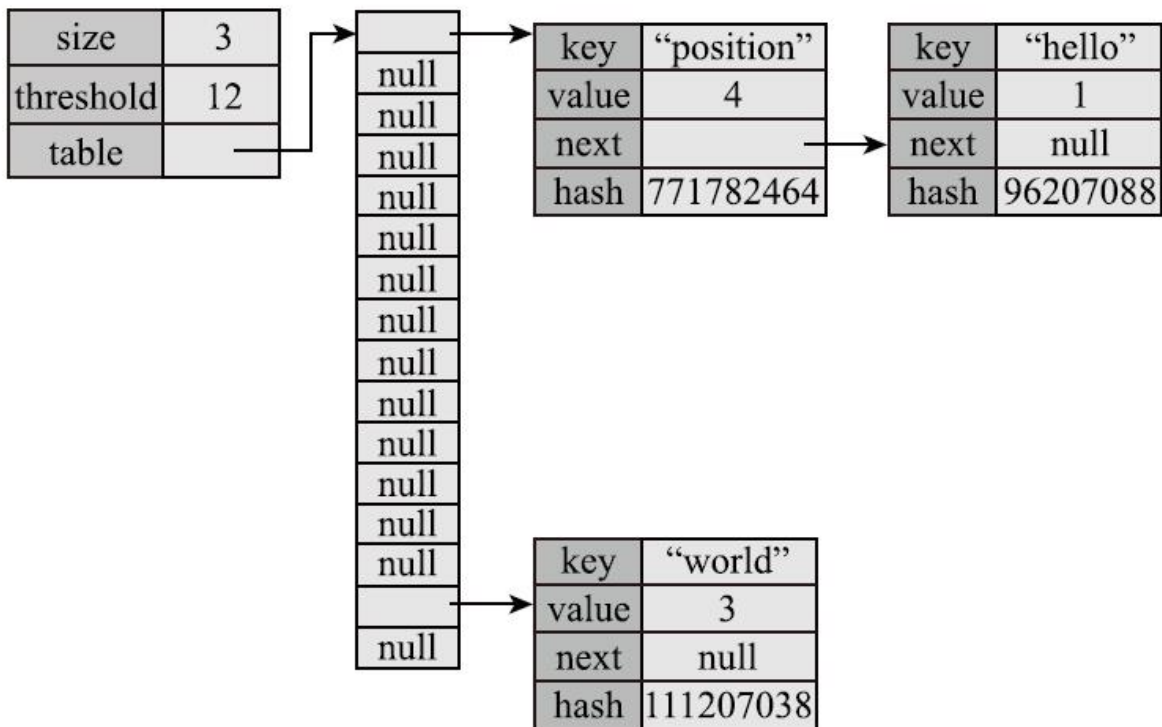 size 3
threshold 12
table
null
null
null
null
null
null
null
null
null
null
null
null
null
null
key “position”
value 4
next
hash 771782464
key “hello”
value 1
next null
hash 96207088
key “world”
value 3
next null
hash 111207038